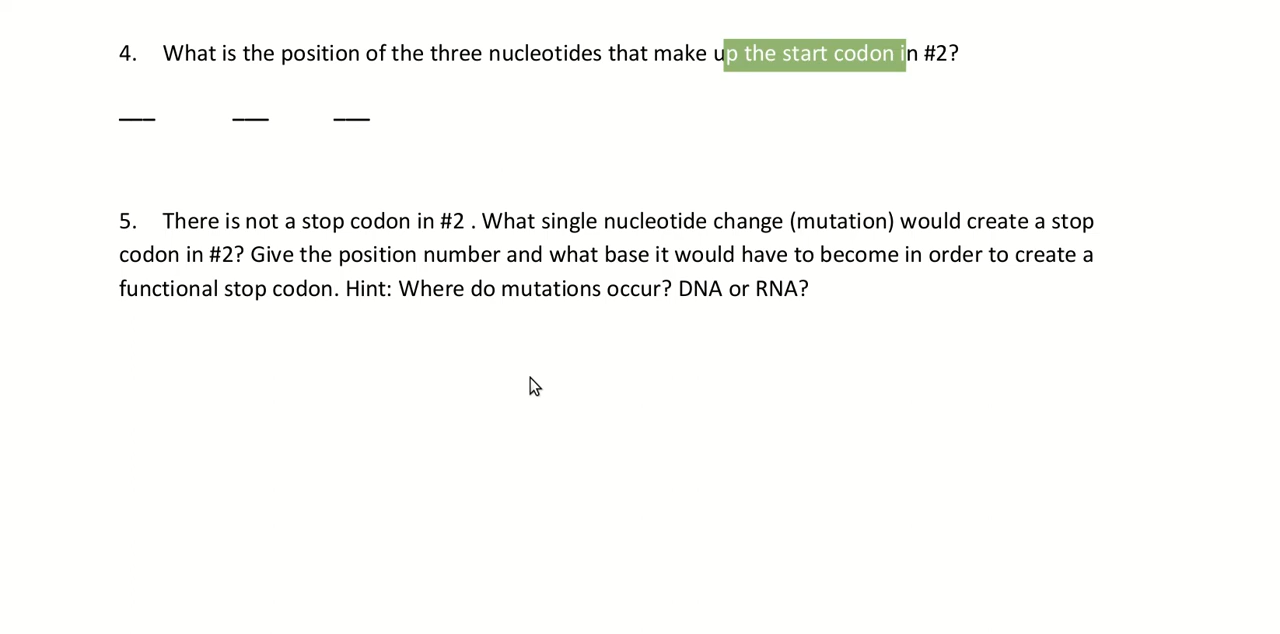 4. What is the position of the three nucleotides that make up the start codon in #2?
___ ___ ___
5. There is not a stop codon in #2 . What single nucleotide change (mutation) would create a stop
codon in #2? Give the position number and what base it would have to become in order to create a
functional stop codon. Hint: Where do mutations occur? DNA or RNA?